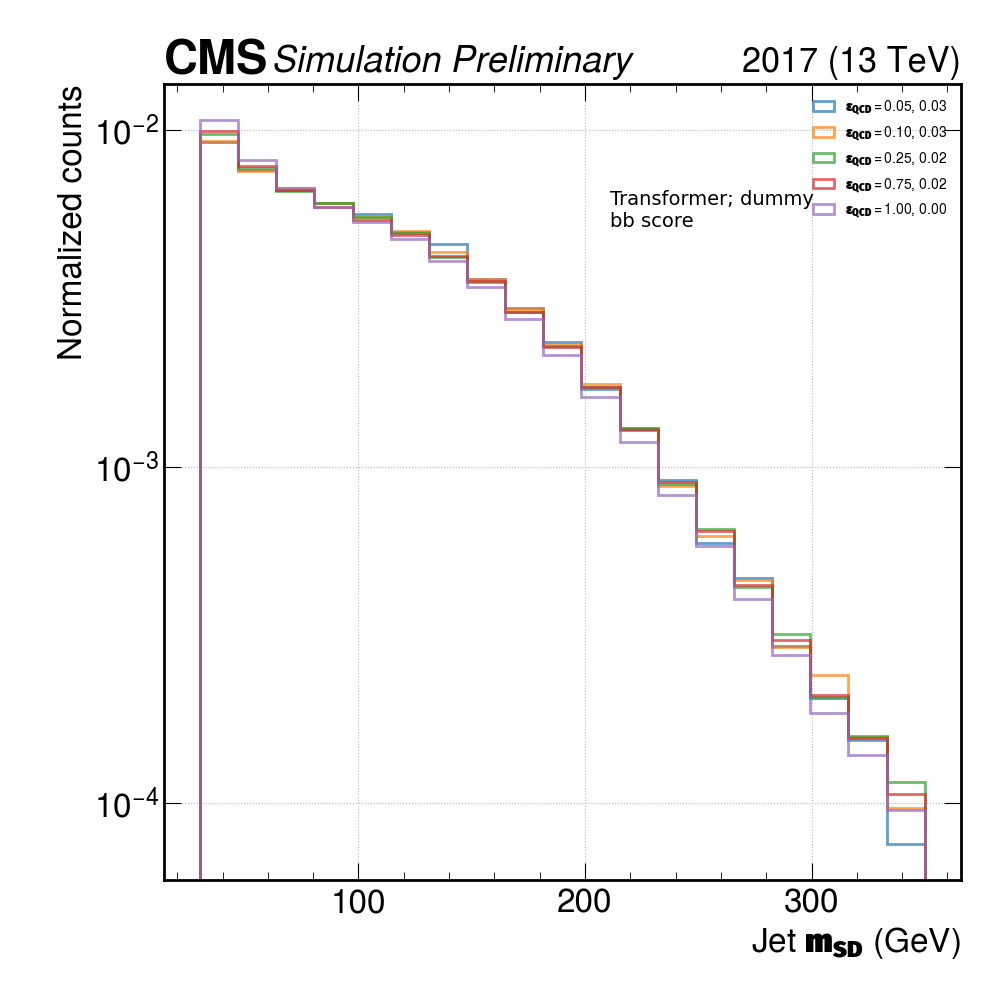 CMS Simulation Preliminary 2017 (13 TeV)
Normalized counts
10⁻²
10⁻³
10⁻⁴
ε_QCD = 0.05, 0.03
ε_QCD = 0.10, 0.03
ε_QCD = 0.25, 0.02
ε_QCD = 0.75, 0.02
ε_QCD = 1.00, 0.00
Transformer; dummy
bb score
100 200 300
Jet m_SD (GeV)